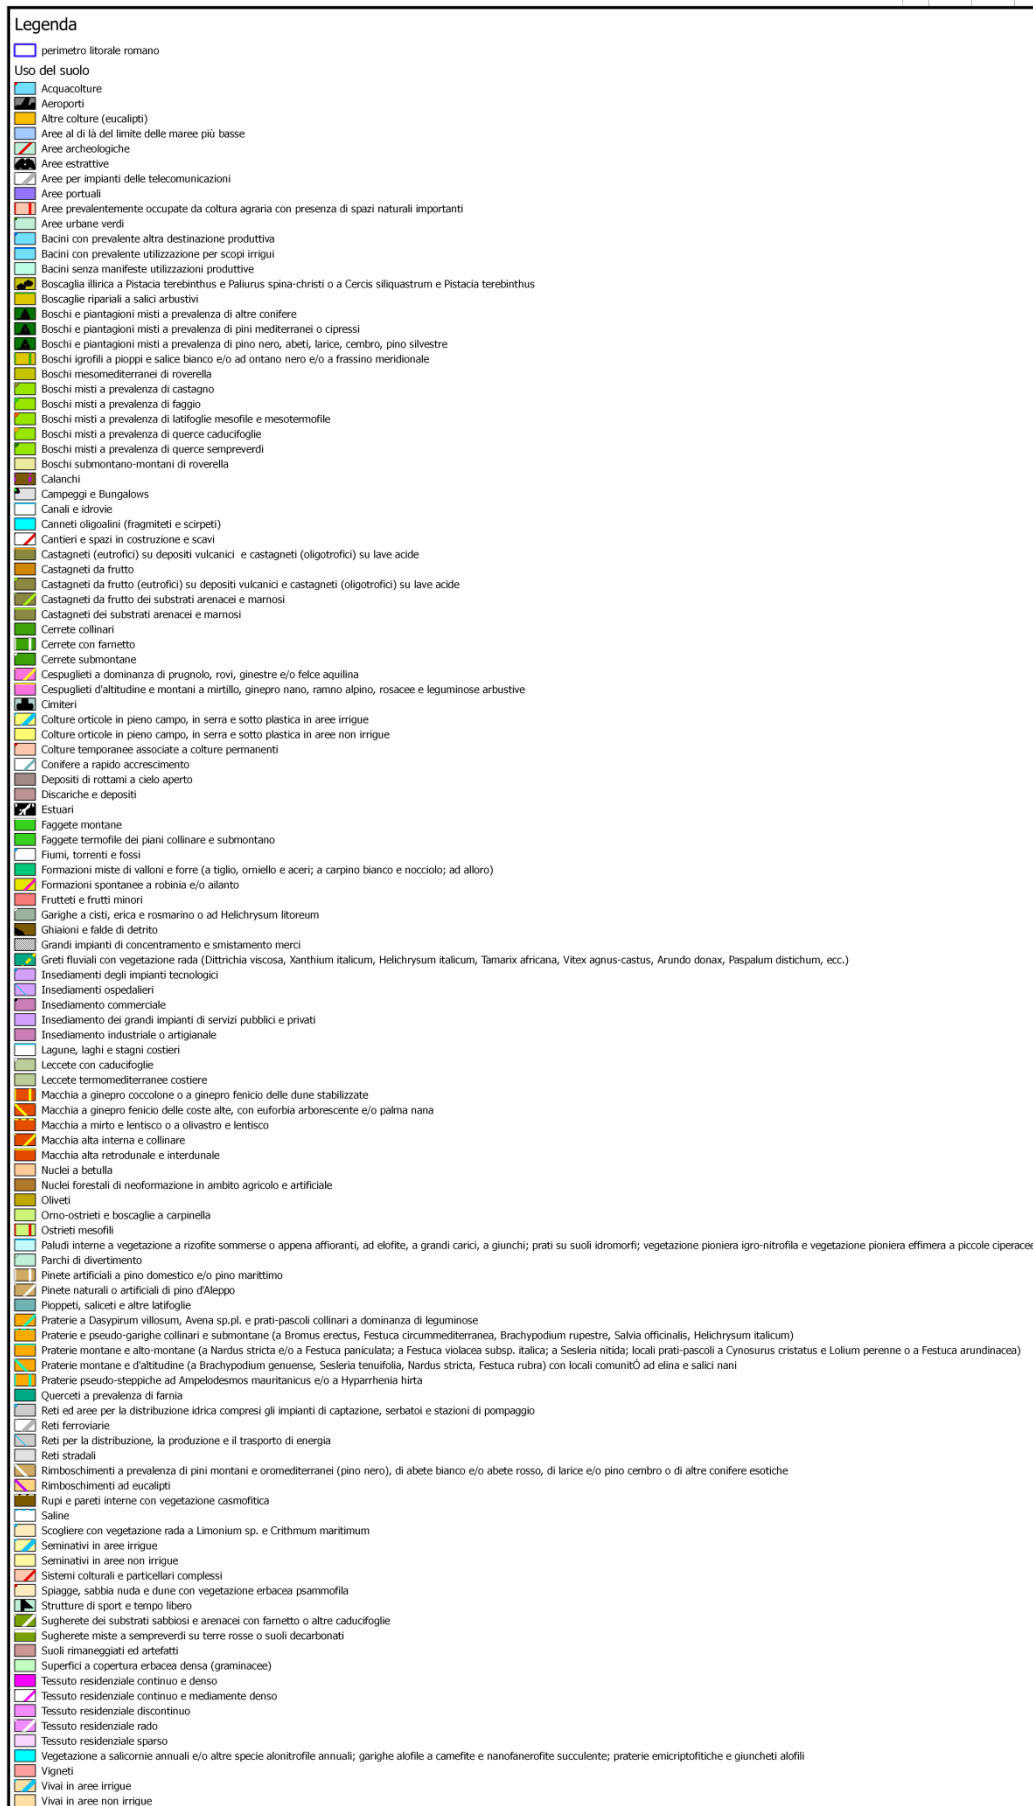 Legenda
perimetro litorale romano
Uso del suolo
Acquacolture
Aeroporti
Altre colture (eucalipti)
Aree al di là del limite delle maree più basse
Aree archeologiche
Aree estrattive
Aree per impianti delle telecomunicazioni
Aree portuali
Aree prevalentemente occupate da coltura agraria con presenza di spazi naturali importanti
Aree urbane verdi
Bacini con prevalente altra destinazione produttiva
Bacini con prevalente utilizzazione per scopi irrigui
Bacini senza manifeste utilizzazioni produttive
Boscaglia illirica a Pistacia terebinthus e Paliurus spina-christi o a Cercis siliquastrum e Pistacia terebinthus
Boscaglie ripariali a salici arbustivi
Boschi e piantagioni misti a prevalenza di altre conifere
Boschi e piantagioni misti a prevalenza di pini mediterranei o cipressi
Boschi e piantagioni misti a prevalenza di pino nero, abeti, larice, cembro, pino silvestre
Boschi igrofili a pioppi e salice bianco e/o ad ontano nero e/o a frassino meridionale
Boschi mesomediterranei di roverella
Boschi misti a prevalenza di castagno
Boschi misti a prevalenza di faggio
Boschi misti a prevalenza di latifoglie mesofile e mesotermofile
Boschi misti a prevalenza di querce caducifoglie
Boschi misti a prevalenza di querce sempreverdi
Boschi submontano-montani di roverella
Calanchi
Campeggi e Bungalows
Canali e idrovie
Canneti oligoalini (fragmiteti e scirpeti)
Cantieri e spazi in costruzione e scavi
Castagneti (eutrofici) su depositi vulcanici  e castagneti (oligotrofici) su lave acide
Castagneti da frutto
Castagneti da frutto (eutrofici) su depositi vulcanici e castagneti (oligotrofici) su lave acide
Castagneti da frutto dei substrati arenacei e marnosi
Castagneti dei substrati arenacei e marnosi
Cerrete collinari
Cerrete con farnetto
Cerrete submontane
Cespuglieti a dominanza di prugnolo, rovi, ginestre e/o felce aquilina
Cespuglieti d'altitudine e montani a mirtillo, ginepro nano, ramno alpino, rosacee e leguminose arbustive
Cimiteri
Colture orticole in pieno campo, in serra e sotto plastica in aree irrigue
Colture orticole in pieno campo, in serra e sotto plastica in aree non irrigue
Colture temporanee associate a colture permanenti
Conifere a rapido accrescimento
Depositi di rottami a cielo aperto
Discariche e depositi
Estuari
Faggete montane
Faggete termofile dei piani collinare e submontano
Fiumi, torrenti e fossi
Formazioni miste di valloni e forre (a tiglio, orniello e aceri; a carpino bianco e nocciolo; ad alloro)
Formazioni spontanee a robinia e/o ailanto
Frutteti e frutti minori
Garighe a cisti, erica e rosmarino o ad Helichrysum litoreum
Ghiaioni e falde di detrito
Grandi impianti di concentramento e smistamento merci
Greti fluviali con vegetazione rada (Dittrichia viscosa, Xanthium italicum, Helichrysum italicum, Tamarix africana, Vitex agnus-castus, Arundo donax, Paspalum distichum, ecc.)
Insediamenti degli impianti tecnologici
Insediamenti ospedalieri
Insediamento commerciale
Insediamento dei grandi impianti di servizi pubblici e privati
Insediamento industriale o artigianale
Lagune, laghi e stagni costieri
Leccete con caducifoglie
Leccete termomediterranee costiere
Macchia a ginepro coccolone o a ginepro fenicio delle dune stabilizzate
Macchia a ginepro fenicio delle coste alte, con euforbia arborescente e/o palma nana
Macchia a mirto e lentisco o a olivastro e lentisco
Macchia alta interna e collinare
Macchia alta retrodunale e interdunale
Nuclei a betulla
Nuclei forestali di neoformazione in ambito agricolo e artificiale
Oliveti
Orno-ostrieti e boscaglie a carpinella
Ostrieti mesofili
Paludi interne a vegetazione a rizofite sommerse o appena affioranti, ad elofite, a grandi carici, a giunchi; prati su suoli idromorfi; vegetazione pioniera igro-nitrofila e vegetazione pioniera effimera a piccole ciperacee
Parchi di divertimento
Pinete artificiali a pino domestico e/o pino marittimo
Pinete naturali o artificiali di pino d'Aleppo
Pioppeti, saliceti e altre latifoglie
Praterie a Dasypirum villosum, Avena sp.pl. e prati-pascoli collinari a dominanza di leguminose
Praterie e pseudo-garighe collinari e submontane (a Bromus erectus, Festuca circummediterranea, Brachypodium rupestre, Salvia officinalis, Helichrysum italicum)
Praterie montane e alto-montane (a Nardus stricta e/o a Festuca paniculata; a Festuca violacea subsp. italica; a Sesleria nitida; locali prati-pascoli a Cynosurus cristatus e Lolium perenne o a Festuca arundinacea)
Praterie montane e d'altitudine (a Brachypodium genuense, Sesleria tenuifolia, Nardus stricta, Festuca rubra) con locali comunitÓ ad elina e salici nani
Praterie pseudo-steppiche ad Ampelodesmos mauritanicus e/o a Hyparrhenia hirta
Querceti a prevalenza di farnia
Reti ed aree per la distribuzione idrica compresi gli impianti di captazione, serbatoi e stazioni di pompaggio
Reti ferroviarie
Reti per la distribuzione, la produzione e il trasporto di energia
Reti stradali
Rimboschimenti a prevalenza di pini montani e oromediterranei (pino nero), di abete bianco e/o abete rosso, di larice e/o pino cembro o di altre conifere esotiche
Rimboschimenti ad eucalipti
Rupi e pareti interne con vegetazione casmofitica
Saline
Scogliere con vegetazione rada a Limonium sp. e Crithmum maritimum
Seminativi in aree irrigue
Seminativi in aree non irrigue
Sistemi colturali e particellari complessi
Spiagge, sabbia nuda e dune con vegetazione erbacea psammofila
Strutture di sport e tempo libero
Sugherete dei substrati sabbiosi e arenacei con farnetto o altre caducifoglie
Sugherete miste a sempreverdi su terre rosse o suoli decarbonati
Suoli rimaneggiati ed artefatti
Superfici a copertura erbacea densa (graminacee)
Tessuto residenziale continuo e denso
Tessuto residenziale continuo e mediamente denso
Tessuto residenziale discontinuo
Tessuto residenziale rado
Tessuto residenziale sparso
Vegetazione a salicornie annuali e/o altre specie alonitrofile annuali; garighe alofile a camefite e nanofanerofite succulente; praterie emicriptofitiche e giuncheti alofili
Vigneti
Vivai in aree irrigue
Vivai in aree non irrigue